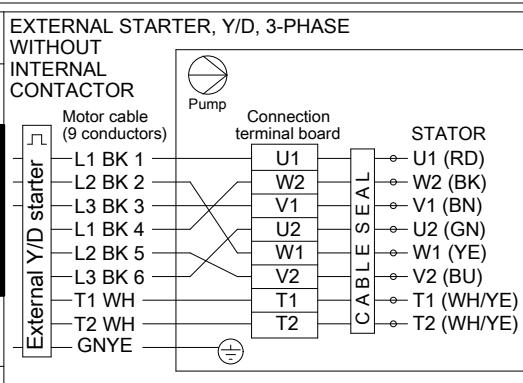 EXTERNAL STARTER, Y/D, 3-PHASE
WITHOUT
INTERNAL
CONTACTOR
Pump
Motor cable
(9 conductors)
Connection
terminal board
STATOR
External Y/D starter
L1 BK 1
L2 BK 2
L3 BK 3
L1 BK 4
L2 BK 5
L3 BK 6
T1 WH
T2 WH
GNYE
U1
W2
V1
U2
W1
V2
T1
T2
CABLE SEAL
U1 (RD)
W2 (BK)
V1 (BN)
U2 (GN)
W1 (YE)
V2 (BU)
T1 (WH/YE)
T2 (WH/YE)